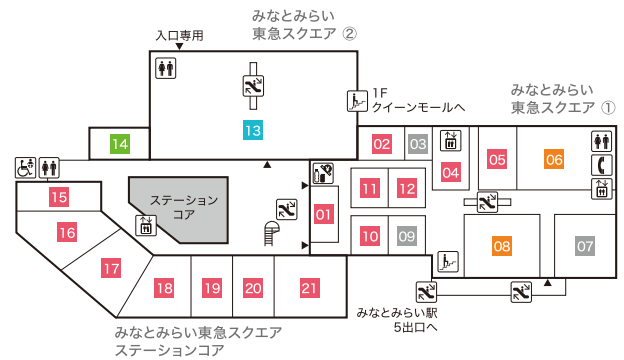 みなとみらい
東急スクエア ②
入口専用
1F
クイーンモールへ
みなとみらい
東急スクエア ①
13
14
02
03
04
05
06
15
16
17
18
19
20
21
ステーション
コア
01
11
12
10
09
08
07
みなとみらい駅
5出口へ
みなとみらい東急スクエア
ステーションコア